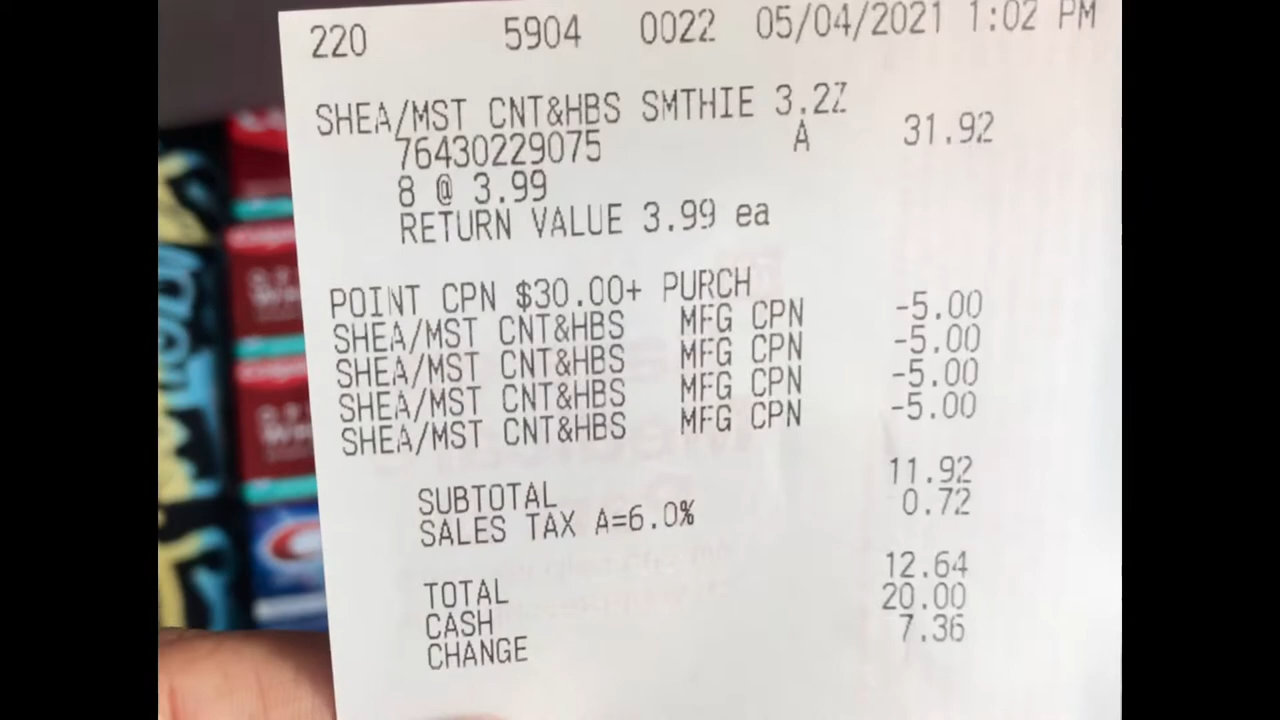 220 5904 0022 05/04/2021 1:02 PM
SHEA/MST CNT&HBS SMTHIE 3.2Z
76430229075 A 31.92
8 @ 3.99
RETURN VALUE 3.99 ea
POINT CPN $30.00+ PURCH
SHEA/MST CNT&HBS MFG CPN -5.00
SHEA/MST CNT&HBS MFG CPN -5.00
SHEA/MST CNT&HBS MFG CPN -5.00
SHEA/MST CNT&HBS MFG CPN -5.00
SUBTOTAL 11.92
SALES TAX A=6.0% 0.72
TOTAL 12.64
CASH 20.00
CHANGE 7.36